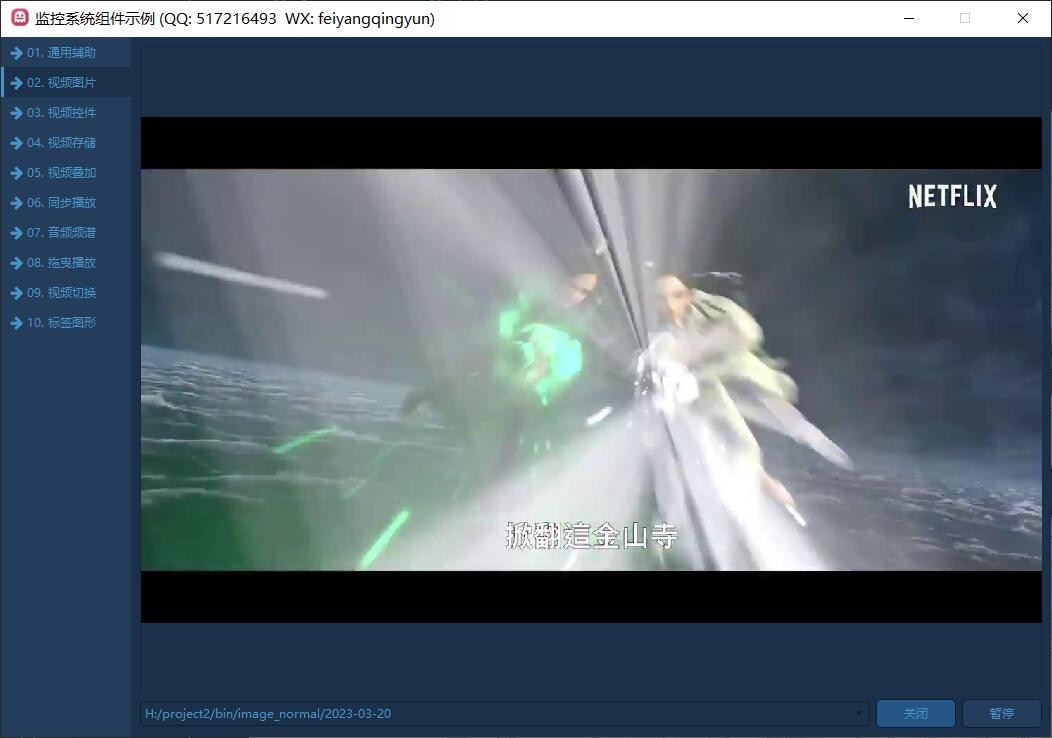 监控系统组件示例 (QQ: 517216493 WX: feiyangqingyun)
01. 通用辅助
02. 视频图片
03. 视频控件
04. 视频存储
05. 视频叠加
06. 同步播放
07. 音频频谱
08. 拖曳播放
09. 视频切换
10. 标签图形
NETFLIX
掀翻這金山寺
H:/project2/bin/image_normal/2023-03-20
关闭
暂停